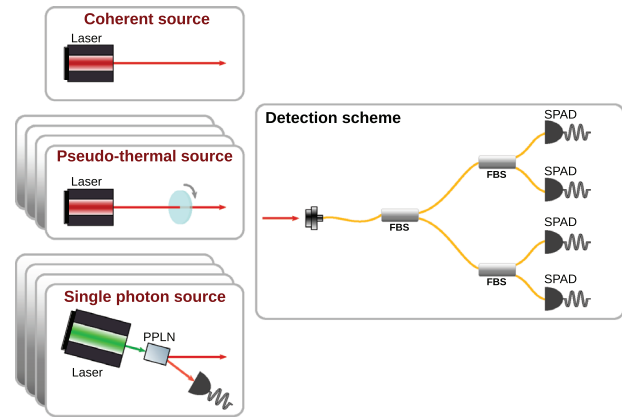 Coherent source
Laser
Pseudo-thermal source
Laser
Single photon source
PPLN
Laser
Detection scheme
SPAD
SPAD
SPAD
SPAD
FBS
FBS
FBS